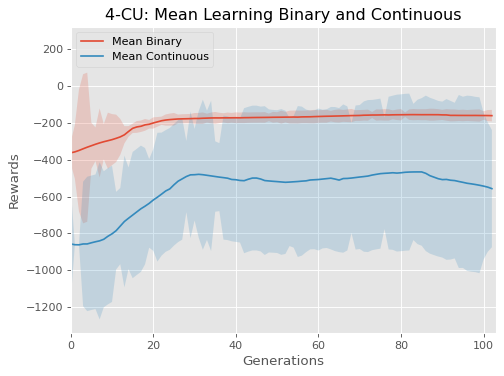 4-CU: Mean Learning Binary and Continuous
Mean Binary
Mean Continuous
200
0
−200
−400
−600
−800
−1000
−1200
Rewards
0 20 40 60 80 100
Generations